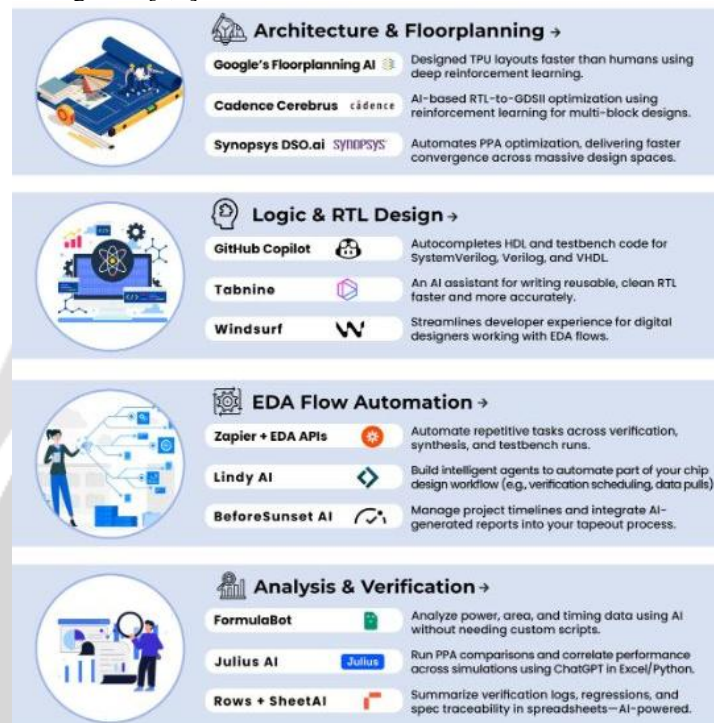 Architecture & Floorplanning →
Google's Floorplanning AI
Designed TPU layouts faster than humans using
deep reinforcement learning.
Cadence Cerebrus cādence
AI-based RTL-to-GDSII optimization using
reinforcement learning for multi-block designs.
Synopsys DSO.ai SYNOPSYS
Automates PPA optimization, delivering faster
convergence across massive design spaces.
Logic & RTL Design →
GitHub Copilot
Autocompletes HDL and testbench code for
SystemVerilog, Verilog, and VHDL.
Tabnine
An AI assistant for writing reusable, clean RTL
faster and more accurately.
Windsurf
Streamlines developer experience for digital
designers working with EDA flows.
EDA Flow Automation →
Zapier + EDA APIs
Automate repetitive tasks across verification,
synthesis, and testbench runs.
Lindy AI
Build intelligent agents to automate part of your chip
design workflow (e.g., verification scheduling, data pulls)
BeforeSunset AI
Manage project timelines and integrate AI-
generated reports into your tapeout process.
Analysis & Verification →
FormulaBot
Analyze power, area, and timing data using AI
without needing custom scripts.
Julius AI Julius
Run PPA comparisons and correlate performance
across simulations using ChatGPT in Excel/Python.
Rows + SheetAI
Summarize verification logs, regressions, and
spec traceability in spreadsheets—AI-powered.